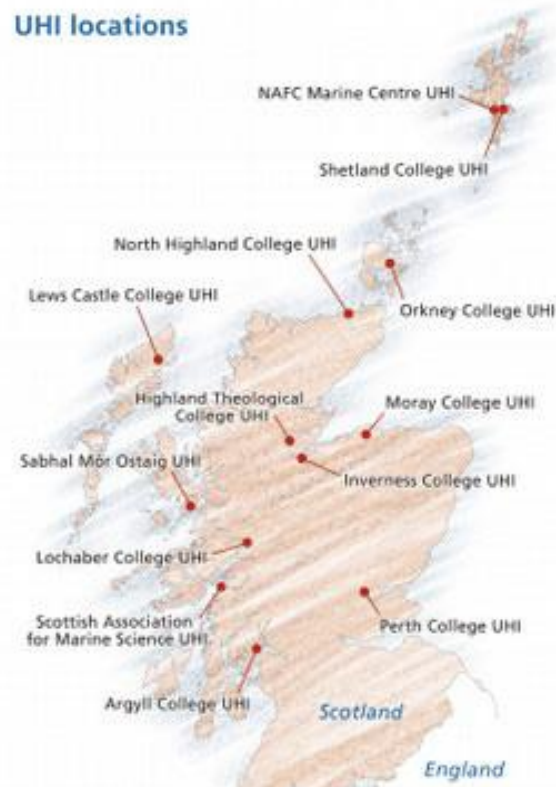 UHI locations
NAFC Marine Centre UHI
Shetland College UHI
North Highland College UHI
Lews Castle College UHI
Orkney College UHI
Highland Theological
College UHI
Moray College UHI
Sabhal Mòr Ostaig UHI
Inverness College UHI
Lochaber College UHI
Scottish Association
for Marine Science UHI
Perth College UHI
Argyll College UHI
Scotland
England